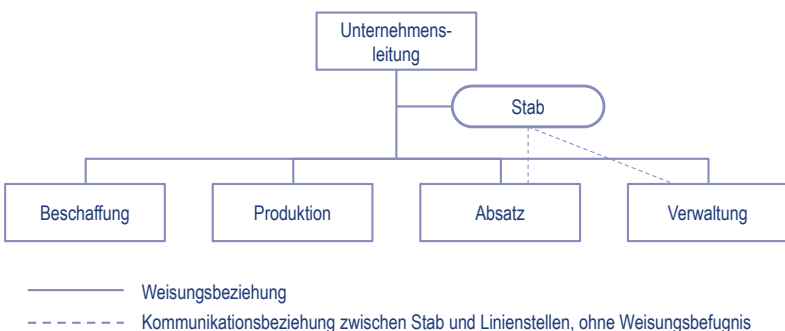 Unternehmens-
leitung
Stab
Beschaffung
Produktion
Absatz
Verwaltung
Weisungsbeziehung
Kommunikationsbeziehung zwischen Stab und Linienstellen, ohne Weisungsbefugnis